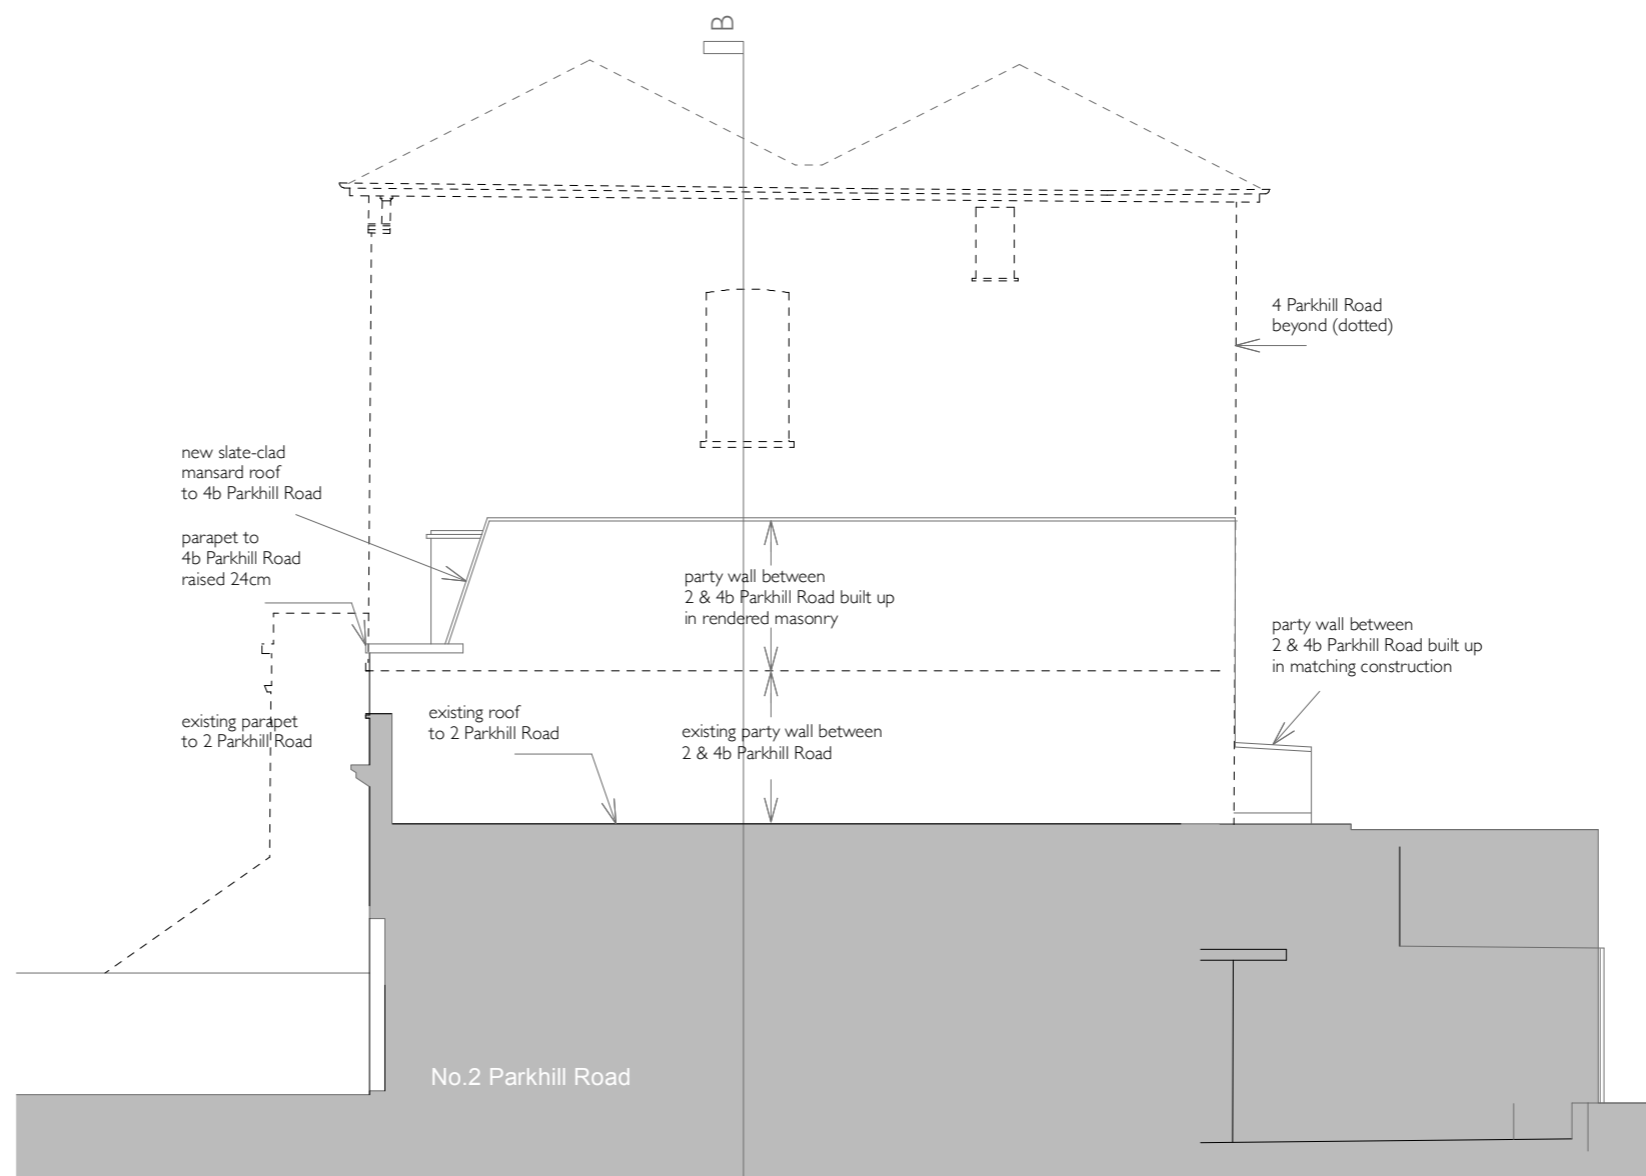 B
4 Parkhill Road
beyond (dotted)
new slate-clad
mansard roof
to 4b Parkhill Road
parapet to
4b Parkhill Road
raised 24cm
party wall between
2 & 4b Parkhill Road built up
in rendered masonry
party wall between
2 & 4b Parkhill Road built up
in matching construction
existing parapet
to 2 Parkhill Road
existing roof
to 2 Parkhill Road
existing party wall between
2 & 4b Parkhill Road
No.2 Parkhill Road